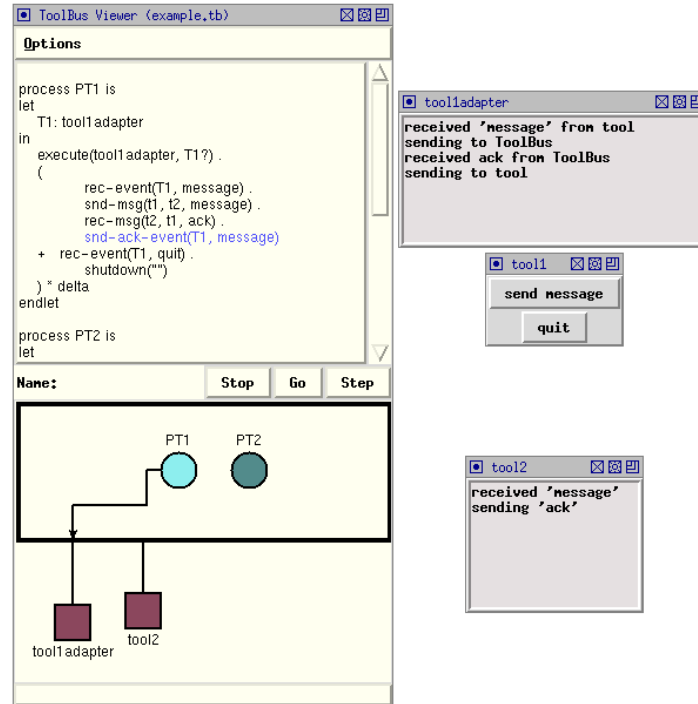 ToolBus Viewer (example.tb)
Options
process PT1 is
let
T1: tool1adapter
in
execute(tool1adapter, T1?) .
(
rec-event(T1, message) .
snd-msg(t1, t2, message) .
rec-msg(t2, t1, ack) .
snd-ack-event(T1, message)
+ rec-event(T1, quit) .
shutdown("")
) * delta
endlet
process PT2 is
let
Name:
Stop
Go
Step
PT1
PT2
tool1adapter
tool2
tool1adapter
received 'message' from tool
sending to ToolBus
received ack from ToolBus
sending to tool
tool1
send message
quit
tool2
received 'message'
sending 'ack'